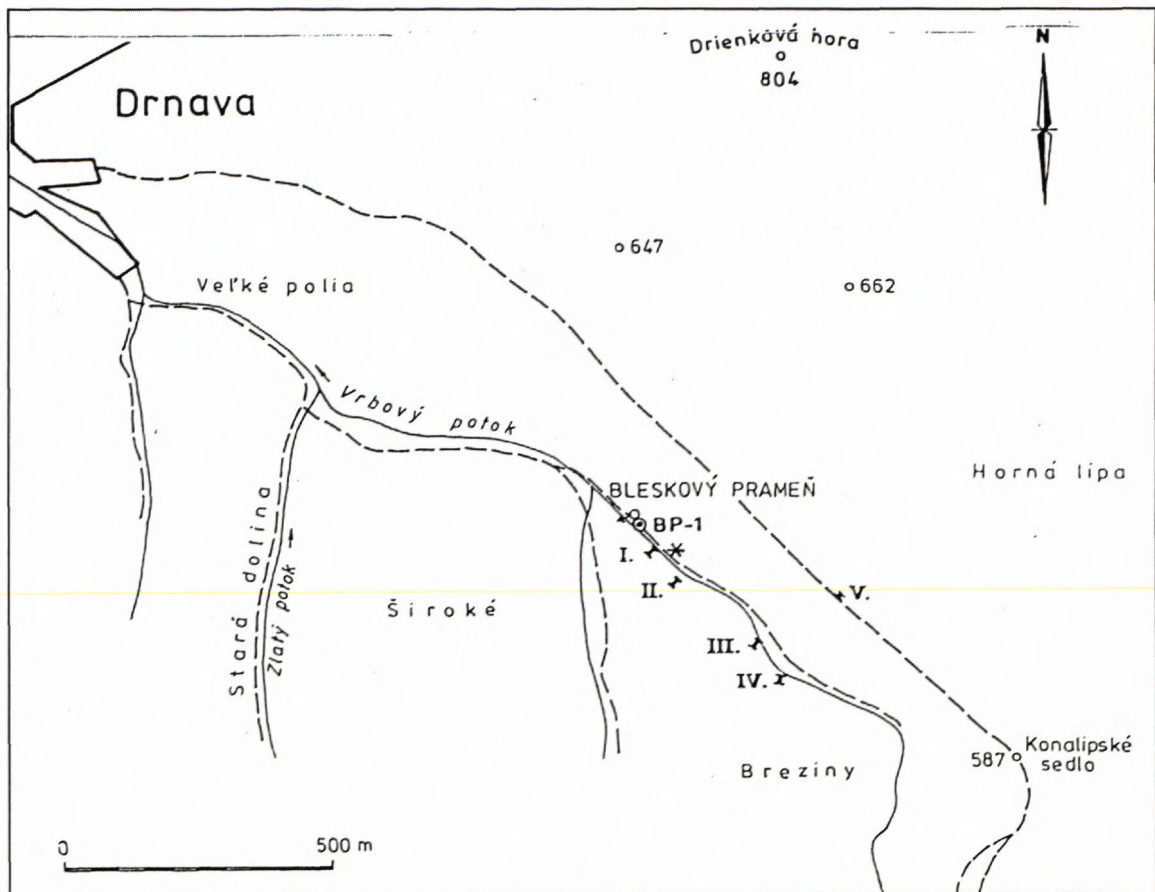 Drienková hora
804
N
Drnava
647
662
Veľké polia
Vrbový potok
Horná lipa
BLESKOVÝ PRAMEŇ
BP-1
I.
II.
V.
Stará dolina
Zlatý potok
Široké
III.
IV.
587
Konalipské
sedlo
Breziny
0
500 m